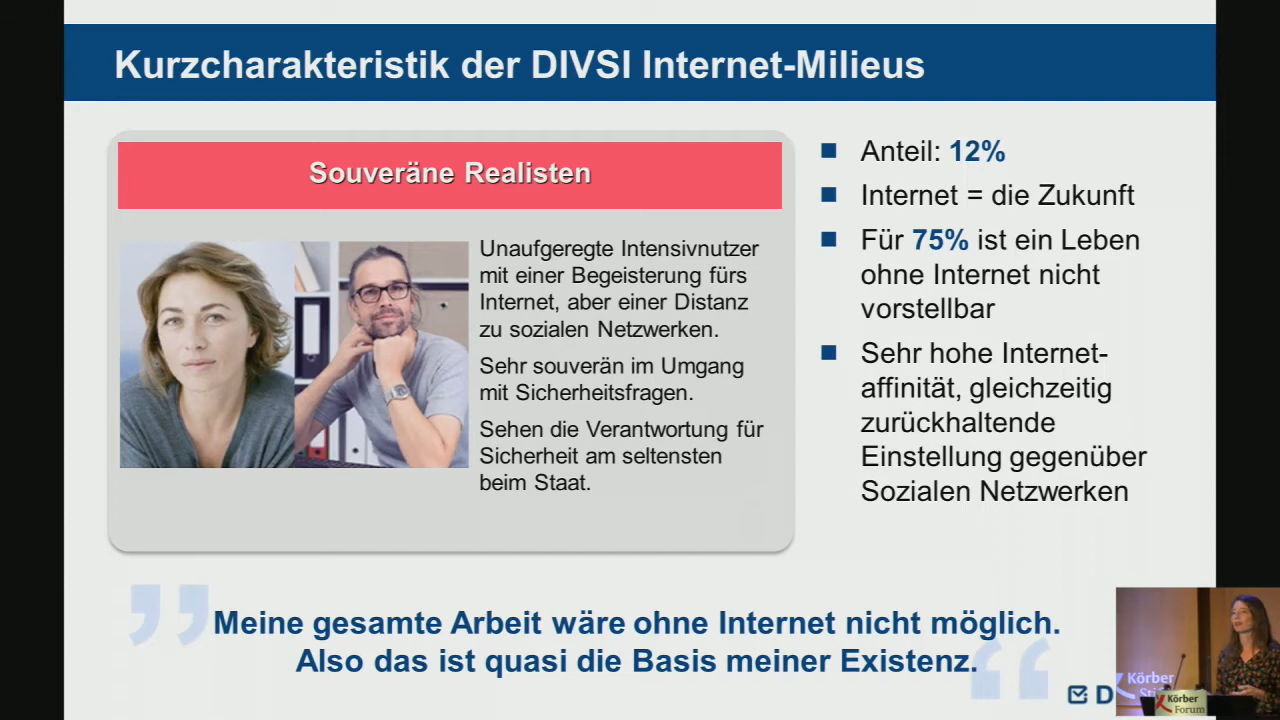 Kurzcharakteristik der DIVSI Internet-Milieus
Souveräne Realisten
Unaufgeregte Intensivnutzer
mit einer Begeisterung fürs
Internet, aber einer Distanz
zu sozialen Netzwerken.
Sehr souverän im Umgang
mit Sicherheitsfragen.
Sehen die Verantwortung für
Sicherheit am seltensten
beim Staat.
Anteil: 12%
Internet = die Zukunft
Für 75% ist ein Leben
ohne Internet nicht
vorstellbar
Sehr hohe Internet-
affinität, gleichzeitig
zurückhaltende
Einstellung gegenüber
Sozialen Netzwerken
„Meine gesamte Arbeit wäre ohne Internet nicht möglich.
Also das ist quasi die Basis meiner Existenz.“
D
Körber
Körber
Forum